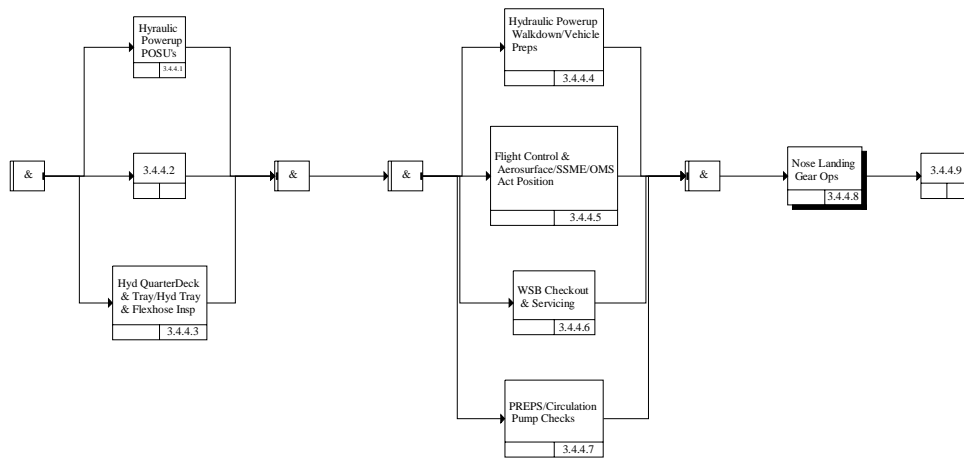 Hyraulic
Powerup
POSU's
3.4.4.1
&
3.4.4.2
Hyd QuarterDeck
& Tray/Hyd Tray
& Flexhose Insp
3.4.4.3
&
&
Hydraulic Powerup
Walkdown/Vehicle
Preps
3.4.4.4
Flight Control &
Aerosurface/SSME/OMS
Act Position
3.4.4.5
WSB Checkout
& Servicing
3.4.4.6
PREPS/Circulation
Pump Checks
3.4.4.7
&
Nose Landing
Gear Ops
3.4.4.8
3.4.4.9